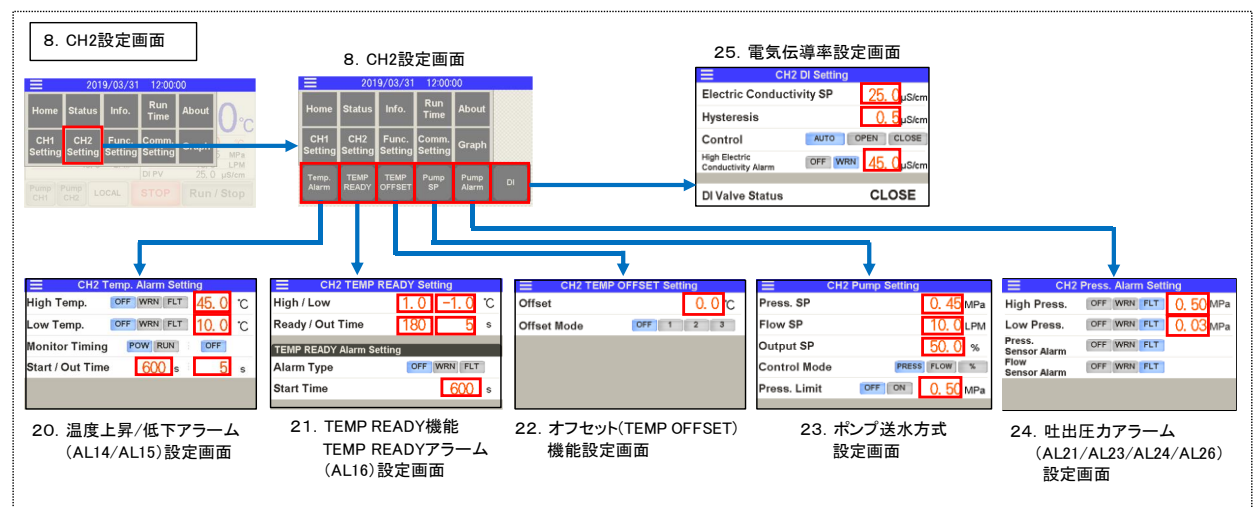 8. CH2設定画面
2019/03/31 12:00:00
Home Status Info. Run Time About
0℃
CH1 Setting CH2 Setting Func. Setting Comm. Setting Graph
MPa
LPM
DI PV 25.0 μS/cm
Pump CH1 Pump CH2 LOCAL STOP Run / Stop
8. CH2設定画面
2019/03/31 12:00:00
Home Status Info. Run Time About
CH1 Setting CH2 Setting Func. Setting Comm. Setting Graph
Temp. Alarm TEMP READY TEMP OFFSET Pump SP Pump Alarm DI
25. 電気伝導率設定画面
CH2 DI Setting
Electric Conductivity SP 25.0 μS/cm
Hysteresis 0.5 μS/cm
Control AUTO OPEN CLOSE
High Electric
Conductivity Alarm OFF WRN 45.0 μS/cm
DI Valve Status CLOSE
CH2 Temp. Alarm Setting
High Temp. OFF WRN FLT 45.0 ℃
Low Temp. OFF WRN FLT 10.0 ℃
Monitor Timing POW RUN : OFF
Start / Out Time 600 s 5 s
20. 温度上昇/低下アラーム
(AL14/AL15)設定画面
CH2 TEMP READY Setting
High / Low 1.0 -1.0 ℃
Ready / Out Time 180 5 s
TEMP READY Alarm Setting
Alarm Type OFF WRN FLT
Start Time 600 s
21. TEMP READY機能
TEMP READYアラーム
(AL16)設定画面
CH2 TEMP OFFSET Setting
Offset 0.0 ℃
Offset Mode OFF 1 2 3
22. オフセット(TEMP OFFSET)
機能設定画面
CH2 Pump Setting
Press. SP 0.45 MPa
Flow SP 10.0 LPM
Output SP 50.0 %
Control Mode PRESS FLOW %
Press. Limit OFF ON 0.50 MPa
23. ポンプ送水方式
設定画面
CH2 Press. Alarm Setting
High Press. OFF WRN FLT 0.50 MPa
Low Press. OFF WRN FLT 0.03 MPa
Press.
Sensor Alarm OFF WRN FLT
Flow
Sensor Alarm OFF WRN FLT
24. 吐出圧力アラーム
(AL21/AL23/AL24/AL26)
設定画面